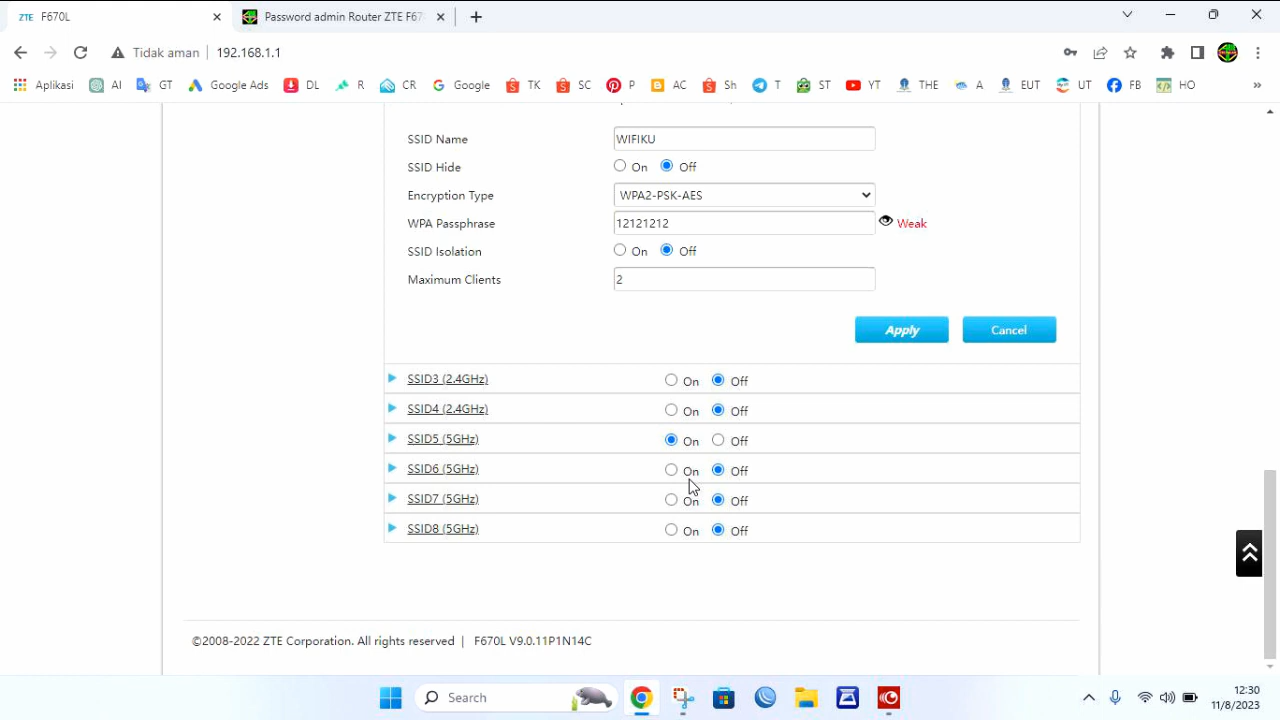 ZTE F670L
Password admin Router ZTE F67
Tidak aman 192.168.1.1
Aplikasi AI GT Google Ads DL R CR Google TK SC P AC Sh T ST YT THE A EUT UT FB HO »
SSID Name WIFIKU
SSID Hide On Off
Encryption Type WPA2-PSK-AES
WPA Passphrase 12121212 Weak
SSID Isolation On Off
Maximum Clients 2
Apply Cancel
SSID3 (2.4GHz) On Off
SSID4 (2.4GHz) On Off
SSID5 (5GHz) On Off
SSID6 (5GHz) On Off
SSID7 (5GHz) On Off
SSID8 (5GHz) On Off
©2008-2022 ZTE Corporation. All rights reserved | F670L V9.0.11P1N14C
Search
12:30
11/8/2023